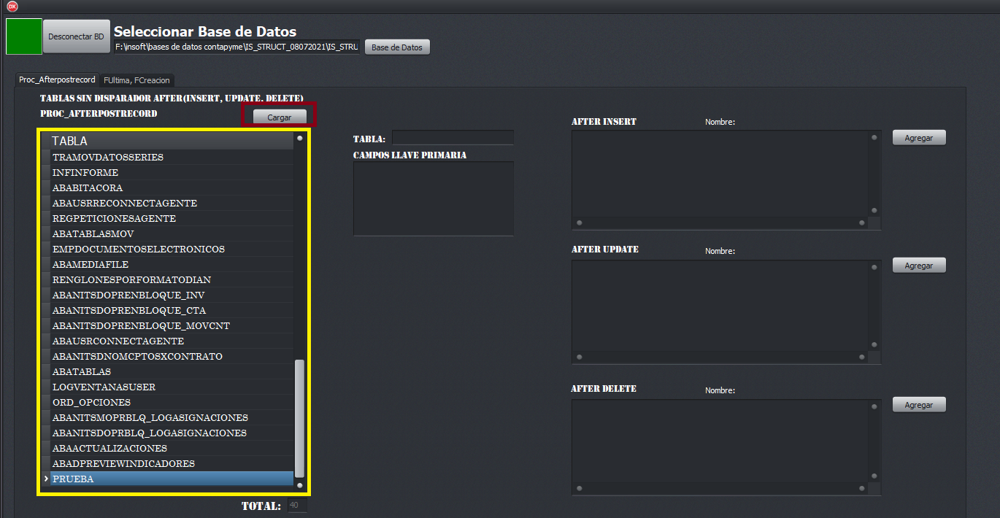 DX
Desconectar BD
Seleccionar Base de Datos
F:\insoft\bases de datos contapyme\IS_STRUCT_08072021\IS_STRU
Base de Datos
Proc_Afterpostrecord
FUltima, FCreacion
TABLAS SIN DISPARADOR AFTER(INSERT, UPDATE. DELETE)
PROC_AFTERPOSTRECORD
Cargar
TABLA
TRAMOVDATOSSERIES
INFINFORME
ABABITACORA
ABAUSRRECONNECTAGENTE
REGPETICIONESAGENTE
ABATABLASMOV
EMPDOCUMENTOSELECTRONICOS
ABAMEDIAFILE
RENGLONESPORFORMATODIAN
ABANITSDOPRENBLOQUE_INV
ABANITSDOPRENBLOQUE_CTA
ABANITSDOPRENBLOQUE_MOVCNT
ABAUSRCONNECTAGENTE
ABANITSDNOMCPTOSXCONTRATO
ABATABLAS
LOGVENTANASUSER
ORD_OPCIONES
ABANITSMOPRBLQ_LOGASIGNACIONES
ABANITSDOPRBLQ_LOGASIGNACIONES
ABAACTUALIZACIONES
ABADPREVIEWINDICADORES
PRUEBA
TOTAL: 40
TABLA:
CAMPOS LLAVE PRIMARIA
AFTER INSERT
Nombre:
Agregar
AFTER UPDATE
Nombre:
Agregar
AFTER DELETE
Nombre:
Agregar